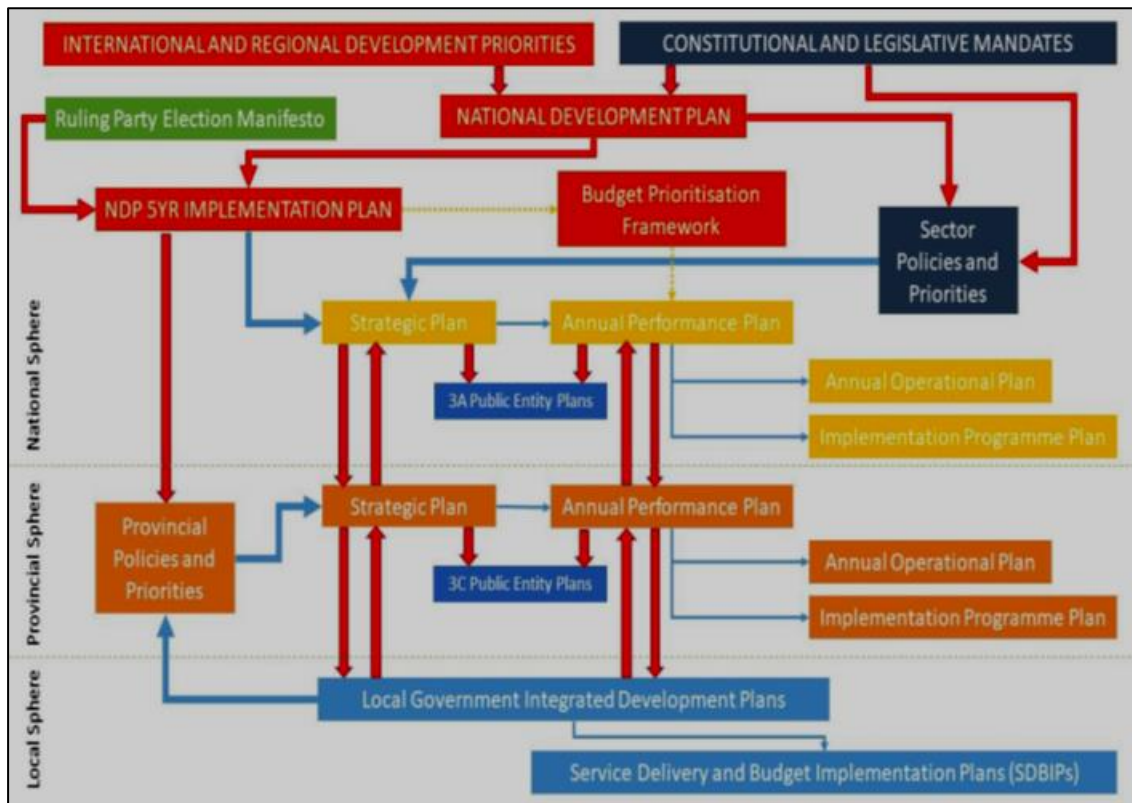 INTERNATIONAL AND REGIONAL DEVELOPMENT PRIORITIES
CONSTITUTIONAL AND LEGISLATIVE MANDATES
Ruling Party Election Manifesto
NATIONAL DEVELOPMENT PLAN
NDP 5YR IMPLEMENTATION PLAN
Budget Prioritisation
Framework
Sector
Policies and
Priorities
National Sphere
Strategic Plan
Annual Performance Plan
3A Public Entity Plans
Annual Operational Plan
Implementation Programme Plan
Provincial Sphere
Provincial
Policies and
Priorities
Strategic Plan
Annual Performance Plan
3C Public Entity Plans
Annual Operational Plan
Implementation Programme Plan
Local Sphere
Local Government Integrated Development Plans
Service Delivery and Budget Implementation Plans (SDBIPs)